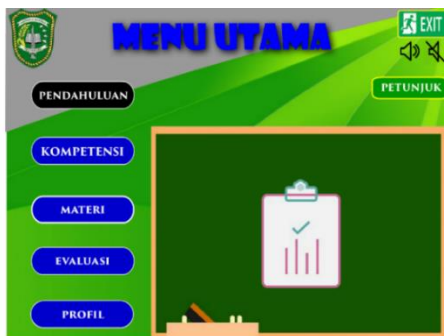 MENU UTAMA
EXIT
PENDAHULUAN
PETUNJUK
KOMPETENSI
MATERI
EVALUASI
PROFIL